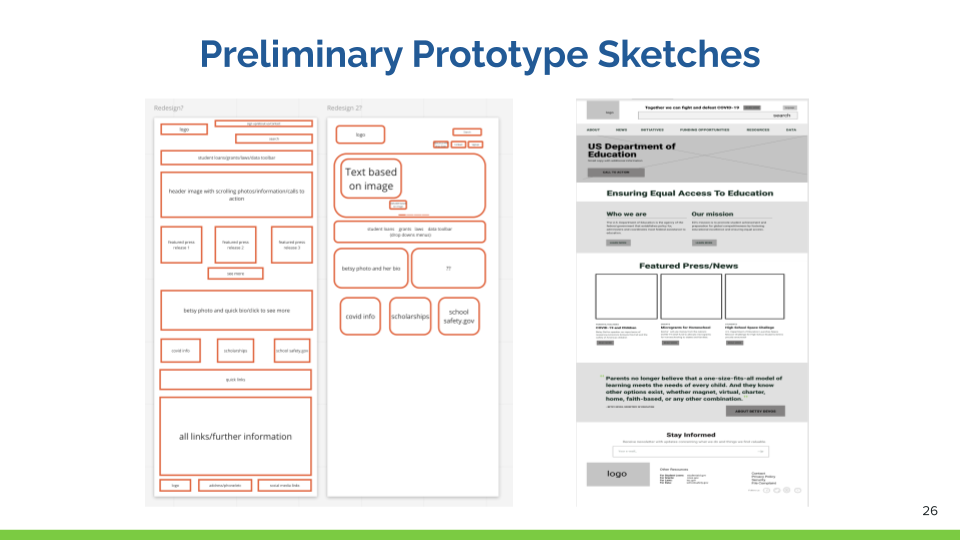 Preliminary Prototype Sketches
Redesign?
logo
search
student loans/grants/laws/data toolbar
header image with scrolling photos/information/calls to
action
featured press
release 1
featured press
release 2
featured press
release 3
see more
betsy photo and quick bio/click to see more
covid info
scholarships
school safety.gov
quick links
all links/further information
logo
address/phone/etc
social media links
Redesign 2?
logo
Text based
on image
student loans grants laws data toolbar
(drop downs menus)
betsy photo and her bio
??
covid info
scholarships
school
safety.gov
logo
Together we can fight and defeat COVID-19
search
ABOUT NEWS INITIATIVES FUNDING OPPORTUNITIES RESOURCES DATA
US Department of
Education
CALL TO ACTION
Ensuring Equal Access To Education
Who we are
Our mission
Featured Press/News
COVID-19 and Children
Microgrants for Homeschool
High School Space Challenge
"Parents no longer believe that a one-size-fits-all model of
learning meets the needs of every child. And they know
other options exist, whether magnet, virtual, charter,
home, faith-based, or any other combination."
ABOUT BETSY DEVOS
Stay Informed
logo
Other Resources
Contact
Privacy Policy
Security
26